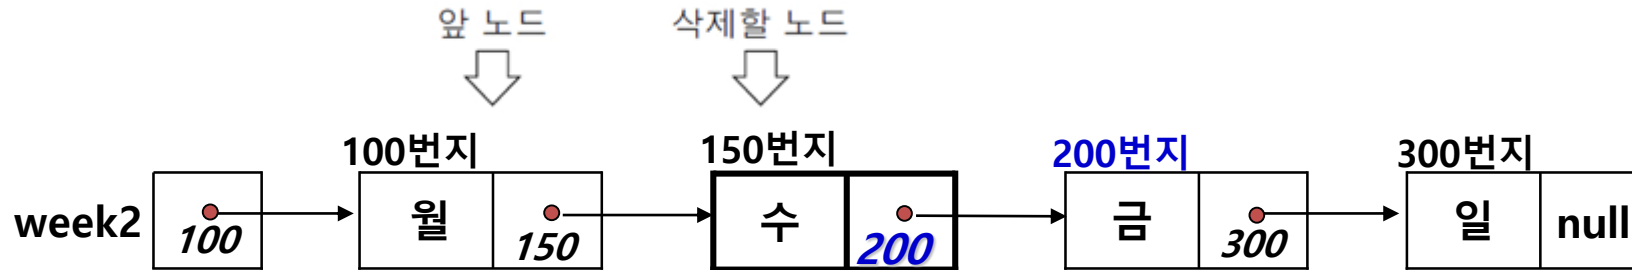 앞 노드 삭제할 노드
100번지 150번지 200번지 300번지
week2 100 월 150 수 200 금 300 일 null